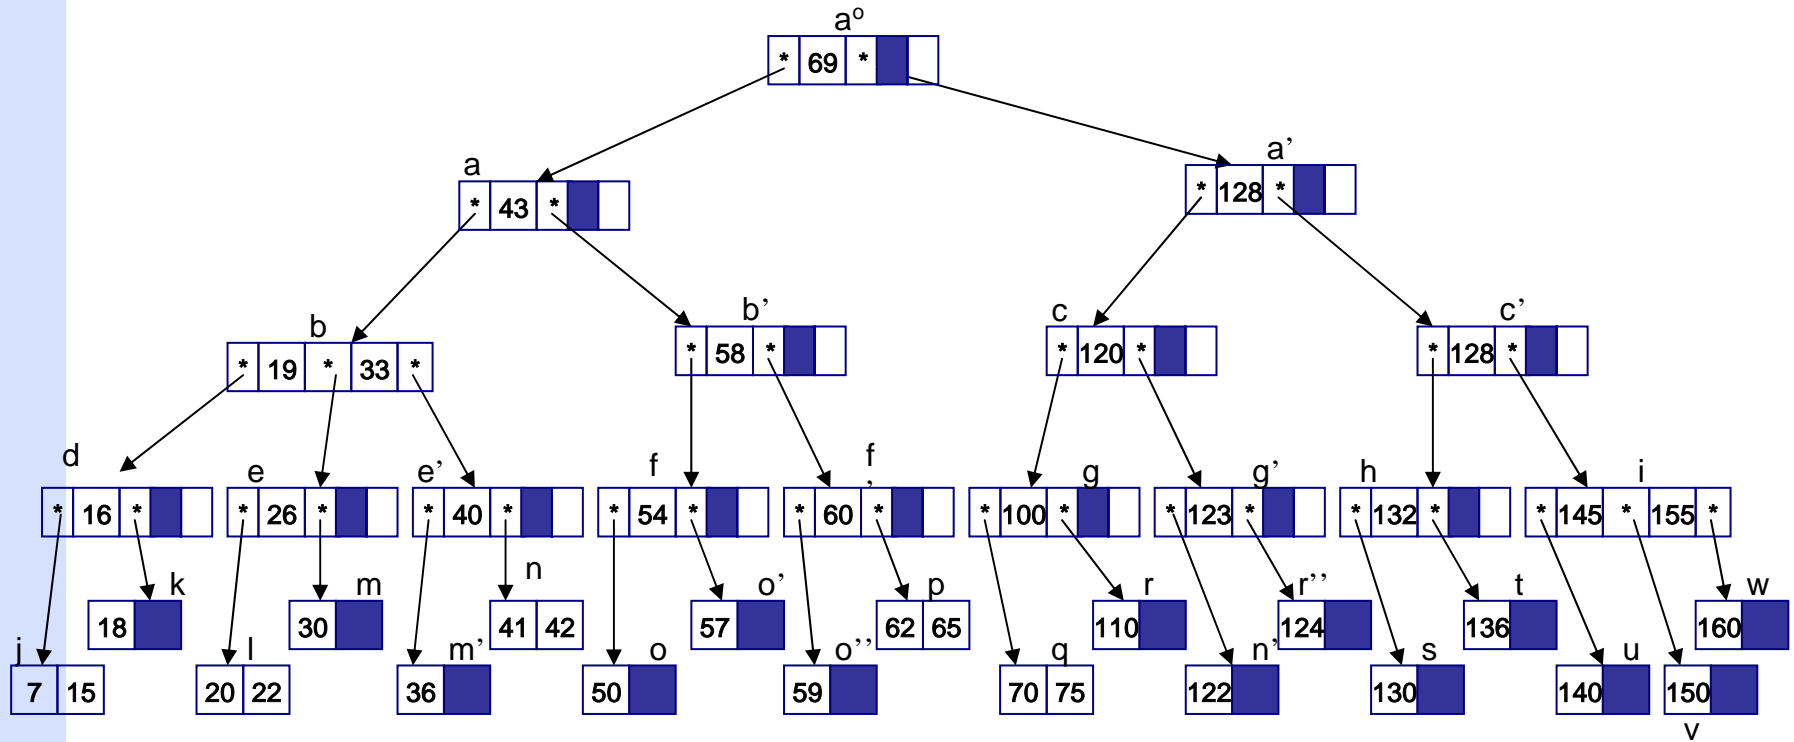 aº
* 69 *
a
* 43 *
a’
* 128 *
b
* 19 * 33 *
b’
* 58 *
c
* 120 *
c’
* 128 *
d
* 16 *
e
* 26 *
e’
* 40 *
f
* 54 *
f
’
* 60 *
g
* 100 *
g’
* 123 *
h
* 132 *
i
* 145 * 155 *
k
18
m
30
n
41 42
o’
57
p
62 65
r
110
r’’
124
t
136
w
160
j
7 15
l
20 22
m’
36
o
50
o’’
59
q
70 75
n’
122
s
130
u
140
150
v